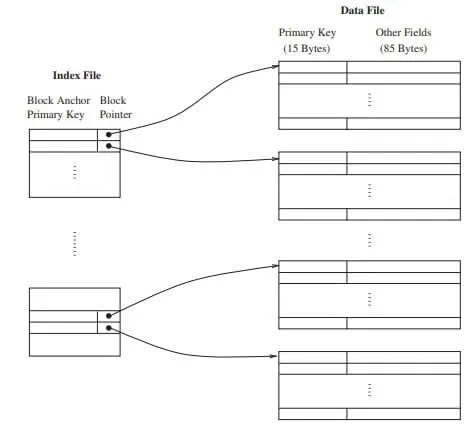 Data File
Primary Key Other Fields
(15 Bytes) (85 Bytes)
Index File
Block Anchor Block
Primary Key Pointer